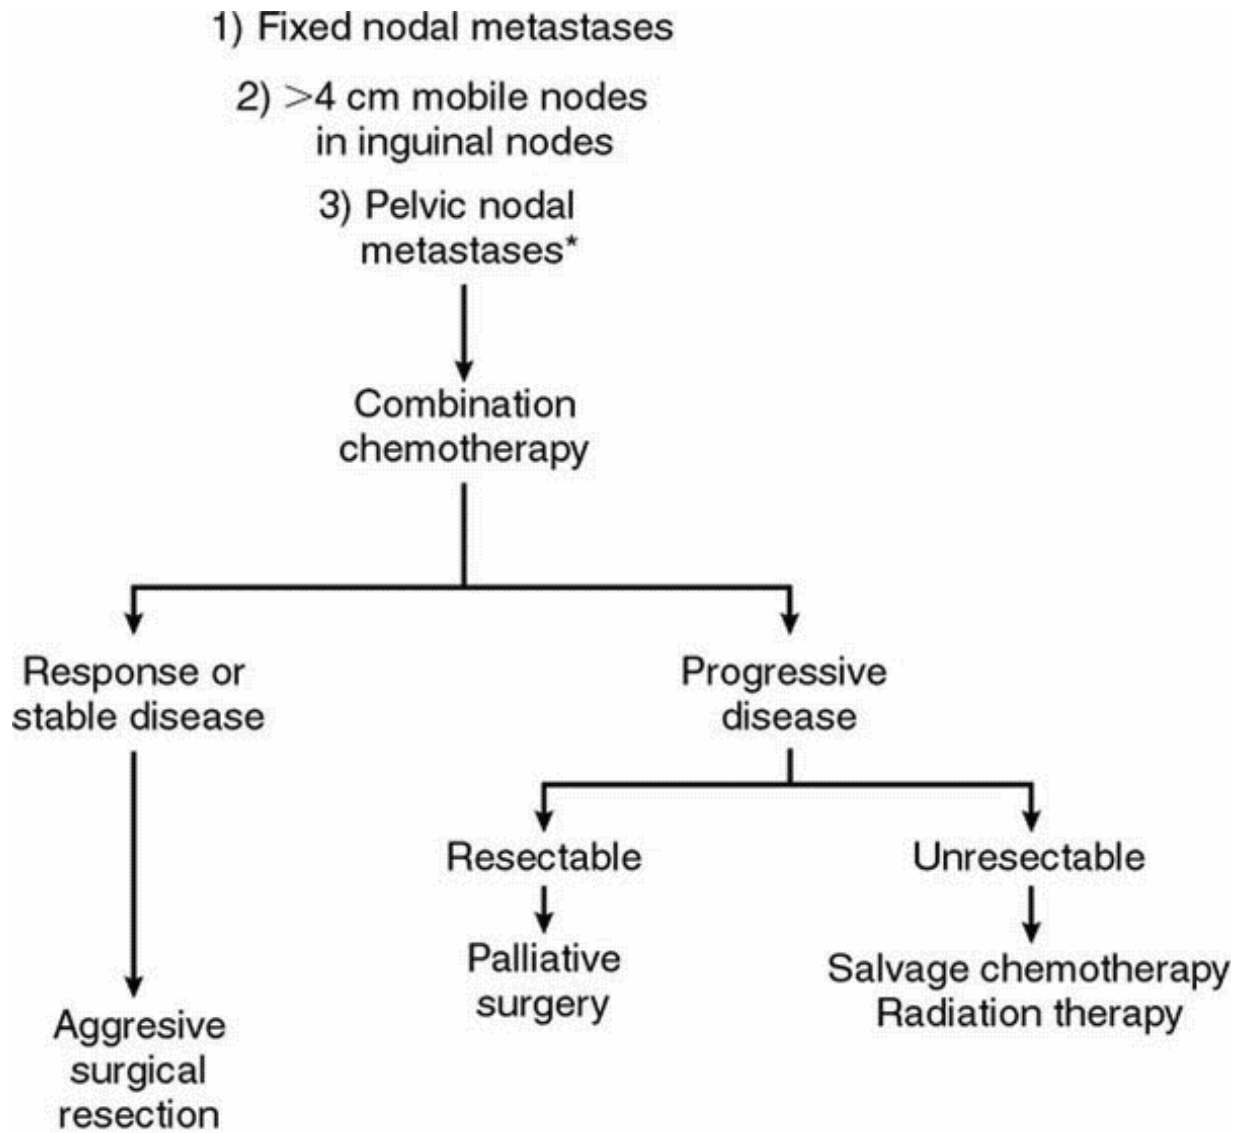 1) Fixed nodal metastases
2) >4 cm mobile nodes
in inguinal nodes
3) Pelvic nodal
metastases*
Combination
chemotherapy
Response or
stable disease
Progressive
disease
Resectable
Unresectable
Palliative
surgery
Salvage chemotherapy
Radiation therapy
Aggresive
surgical
resection